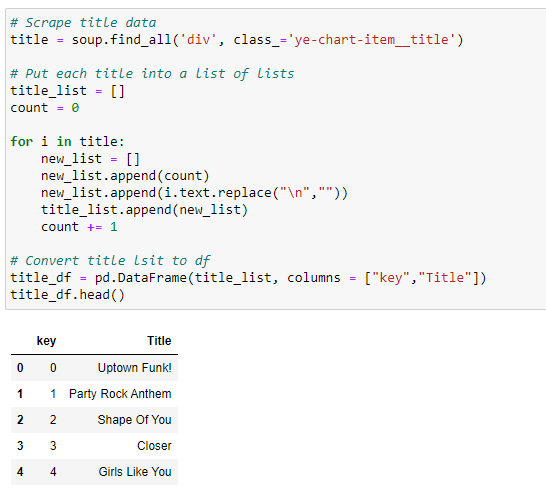 # Scrape title data
title = soup.find_all('div', class_='ye-chart-item__title')
# Put each title into a list of lists
title_list = []
count = 0
for i in title:
    new_list = []
    new_list.append(count)
    new_list.append(i.text.replace("\n",""))
    title_list.append(new_list)
    count += 1
# Convert title lsit to df
title_df = pd.DataFrame(title_list, columns = ["key","Title"])
title_df.head()
key Title
0 0 Uptown Funk!
1 1 Party Rock Anthem
2 2 Shape Of You
3 3 Closer
4 4 Girls Like You